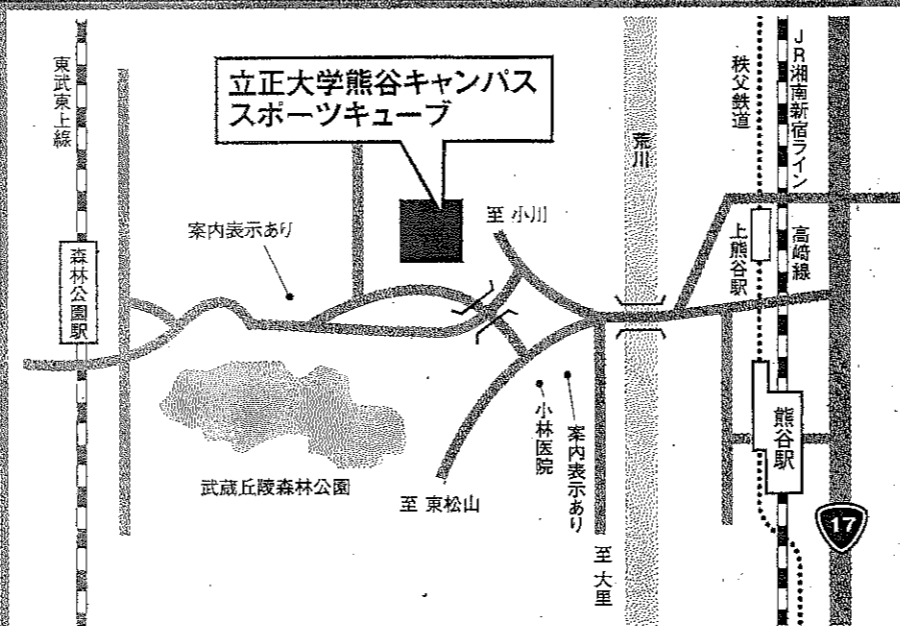 東武東上線
立正大学熊谷キャンパス
スポーツキューブ
荒川
秩父鉄道
JR湘南新宿ライン
高崎線
案内表示あり
至 小川
上熊谷駅
森林公園駅
熊谷駅
小林医院
案内表示あり
武蔵丘陵森林公園
至 東松山
至 大里
17